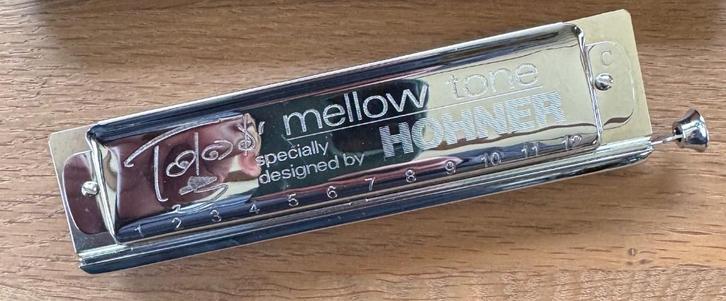 Toots' mellow tone
specially
designed by HOHNER
C
1 2 3 4 5 6 7 8 9 10 11 12